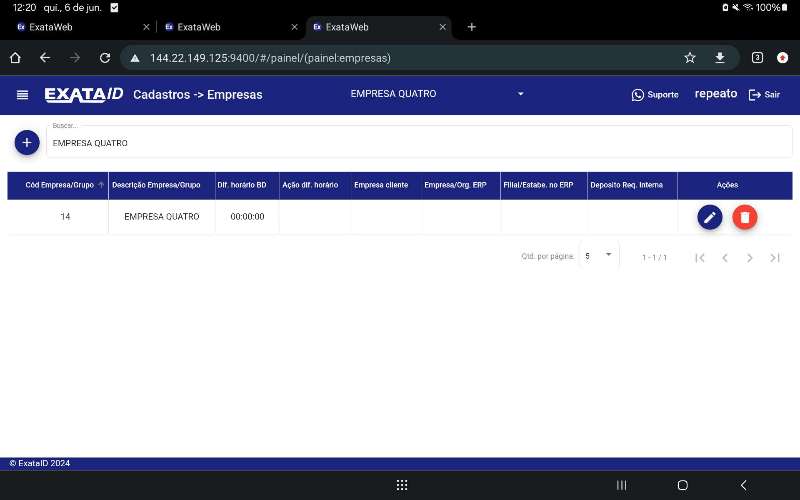 12:20 qui., 6 de jun. 100%
Ex ExataWeb
Ex ExataWeb
Ex ExataWeb
144.22.149.125:9400/#/painel/(painel:empresas)
3
EXATAID Cadastros -> Empresas
EMPRESA QUATRO
Suporte
repeato
Sair
Buscar...
EMPRESA QUATRO
Cód Empresa/Grupo Descrição Empresa/Grupo Dif. horário BD Ação dif. horário Empresa cliente Empresa/Org. ERP Filial/Estabe. no ERP Deposito Req. Interna Ações
14 EMPRESA QUATRO 00:00:00
Qtd. por página: 5 1 - 1 / 1
© ExataID 2024